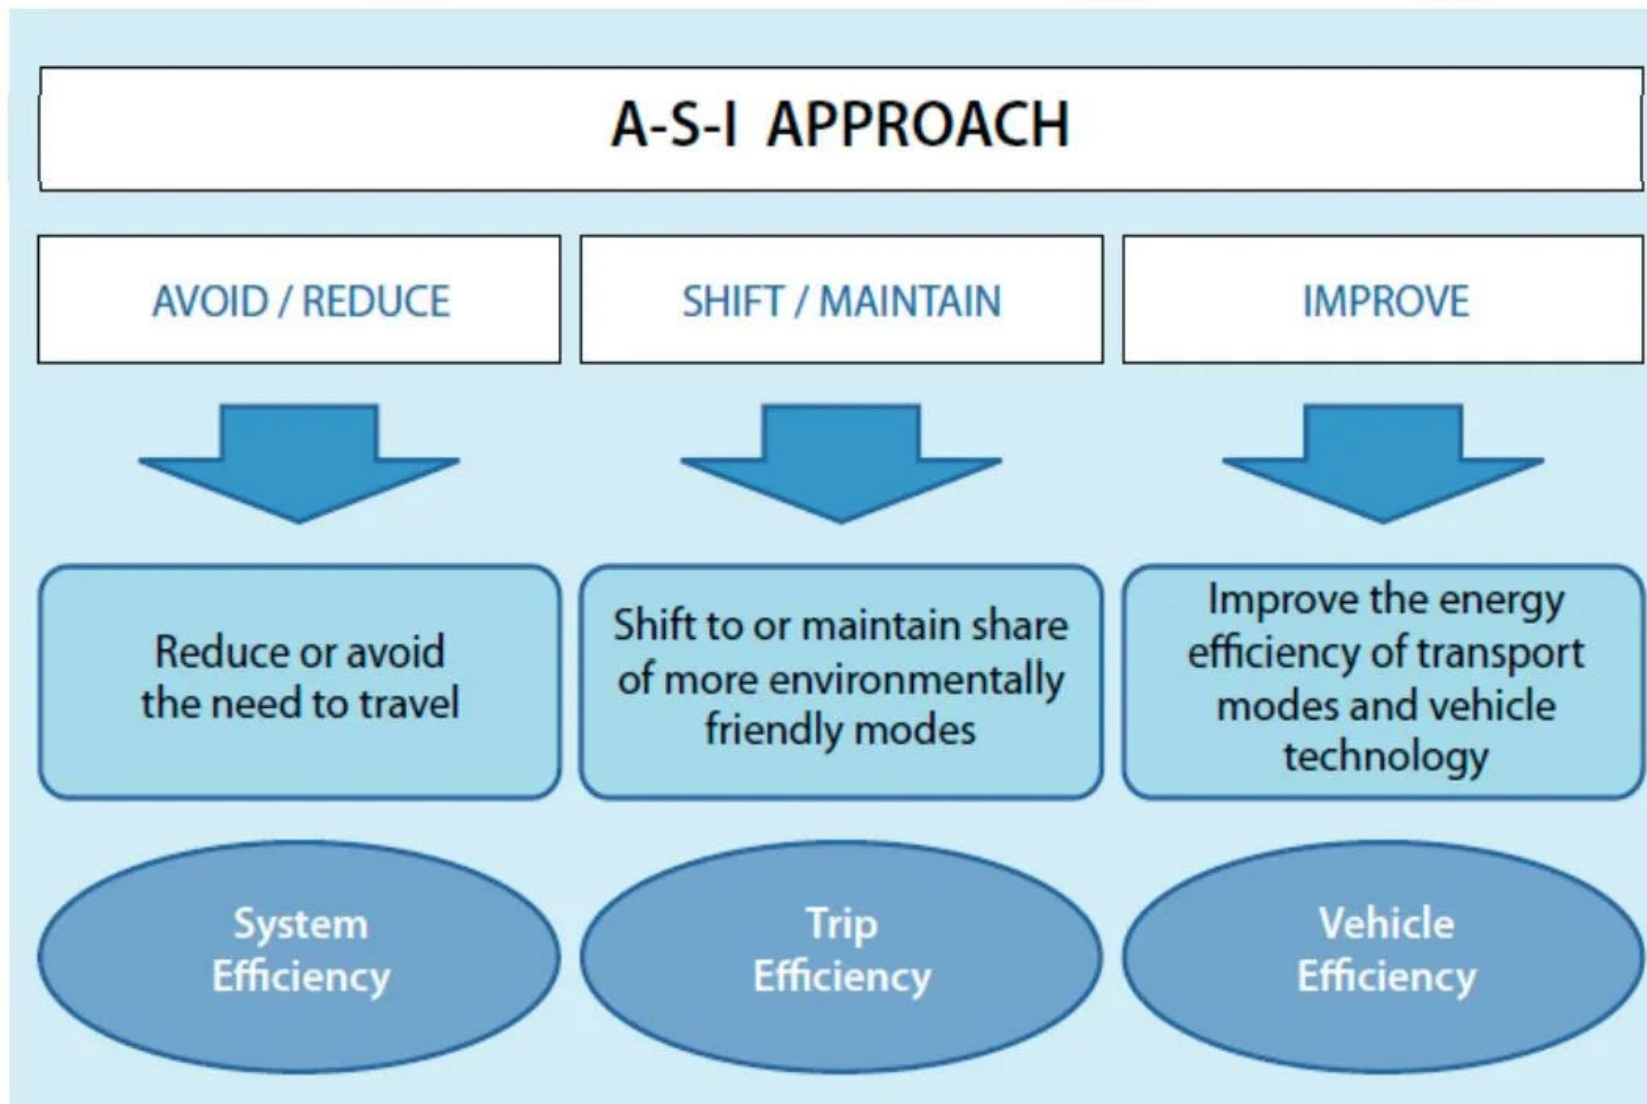 A-S-I APPROACH
AVOID / REDUCE
SHIFT / MAINTAIN
IMPROVE
Reduce or avoid
the need to travel
Shift to or maintain share
of more environmentally
friendly modes
Improve the energy
efficiency of transport
modes and vehicle
technology
System
Efficiency
Trip
Efficiency
Vehicle
Efficiency